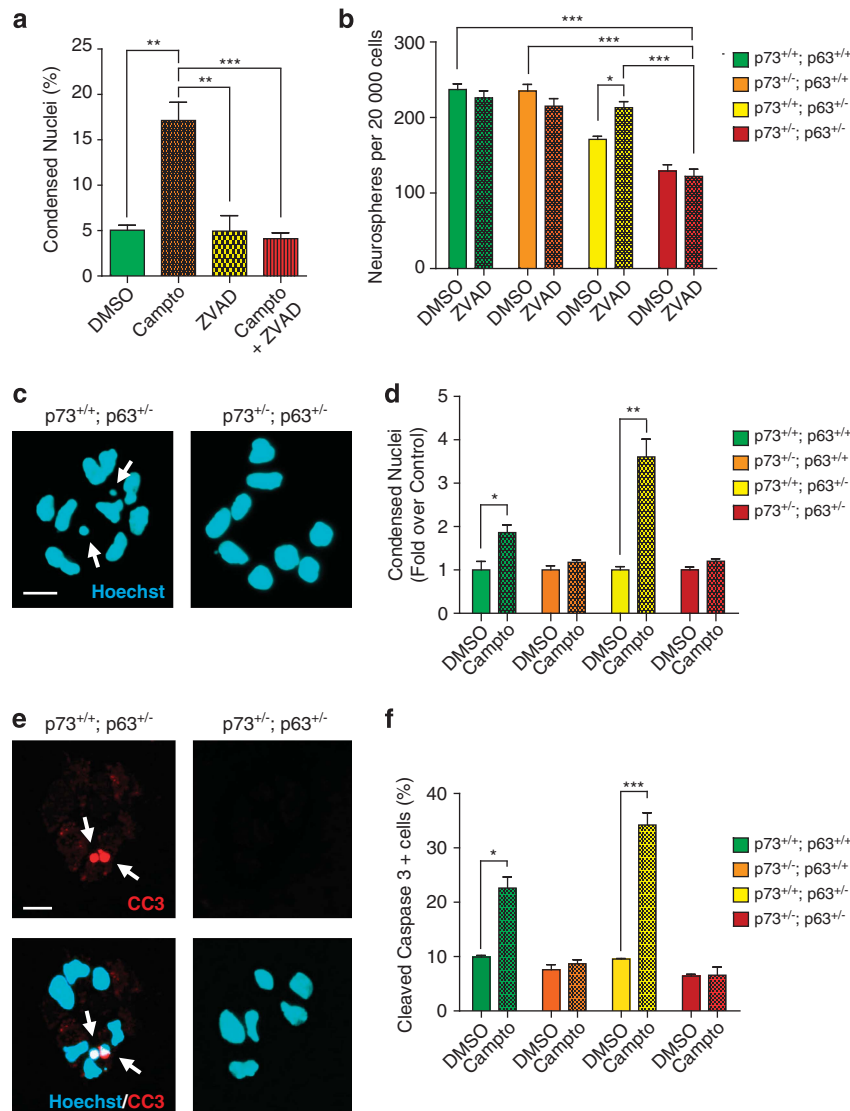 a
**
***
**
Condensed Nuclei (%)
25
20
15
10
5
0
DMSO
Campto
ZVAD
Campto
+ ZVAD
b
***
***
***
*
Neurospheres per 20 000 cells
300
200
100
0
DMSO
ZVAD
DMSO
ZVAD
DMSO
ZVAD
DMSO
ZVAD
p73+/+; p63+/+
p73+/-; p63+/+
p73+/+; p63+/-
p73+/-; p63+/-
c
p73+/+; p63+/-
p73+/-; p63+/-
Hoechst
d
Condensed Nuclei
(Fold over Control)
5
4
3
2
1
0
*
**
DMSO
Campto
DMSO
Campto
DMSO
Campto
DMSO
Campto
p73+/+; p63+/+
p73+/-; p63+/+
p73+/+; p63+/-
p73+/-; p63+/-
e
p73+/+; p63+/-
p73+/-; p63+/-
CC3
Hoechst/CC3
f
Cleaved Caspase 3 + cells (%)
40
30
20
10
0
*
***
DMSO
Campto
DMSO
Campto
DMSO
Campto
DMSO
Campto
p73+/+; p63+/+
p73+/-; p63+/+
p73+/+; p63+/-
p73+/-; p63+/-